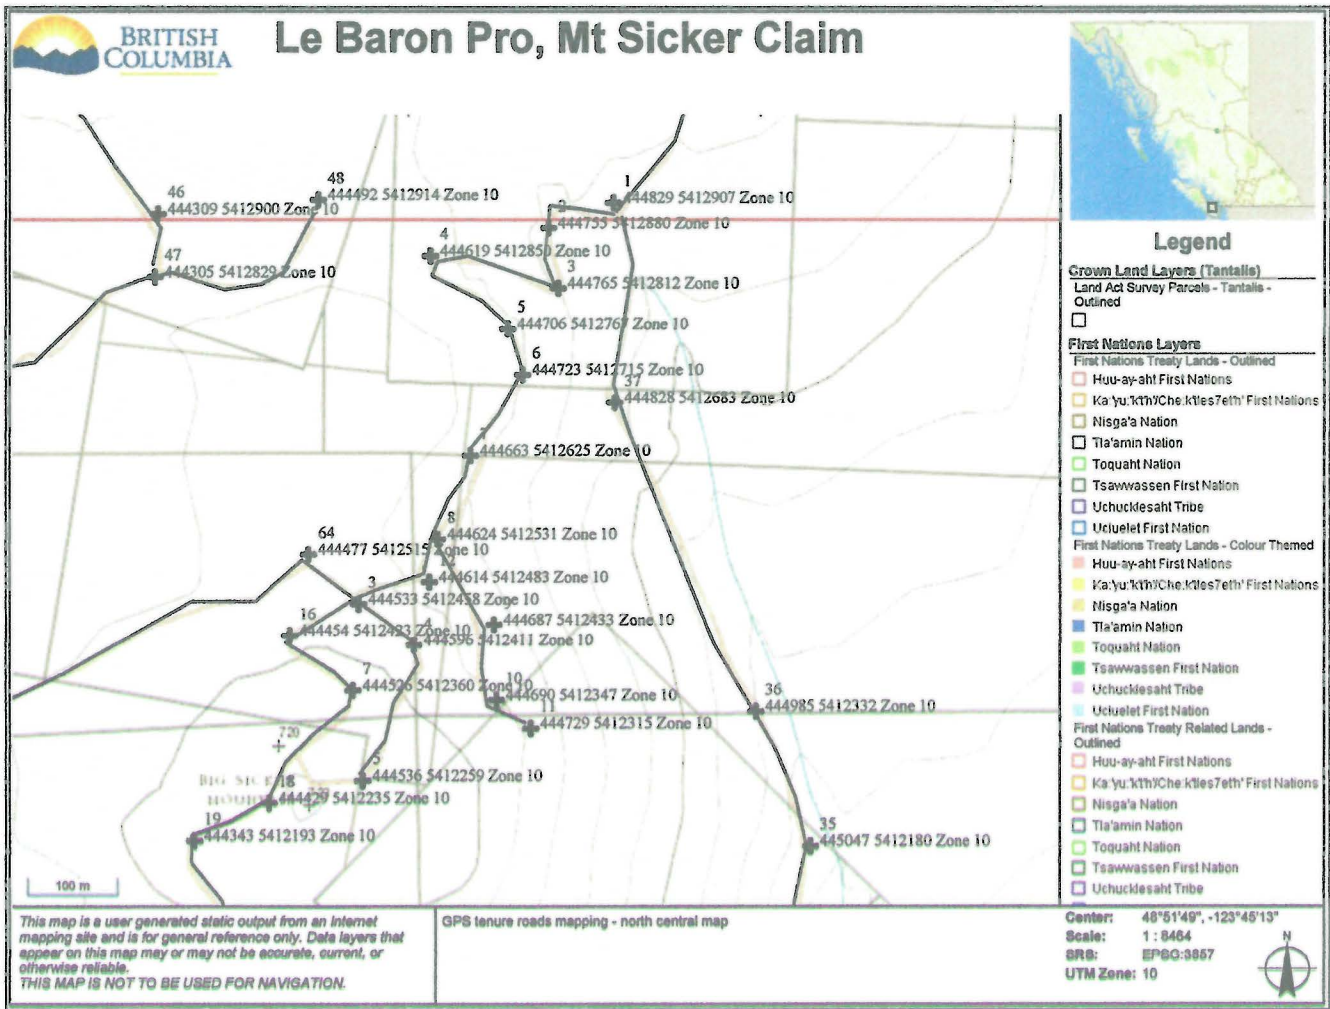 BRITISH
COLUMBIA
Le Baron Pro, Mt Sicker Claim
46
444309 5412900 Zone 10
48
444492 5412914 Zone 10
1
444829 5412907 Zone 10
2
444755 5412880 Zone 10
47
444305 5412829 Zone 10
4
444619 5412850 Zone 10
3
444765 5412812 Zone 10
5
444706 5412767 Zone 10
6
444723 5412715 Zone 10
37
444828 5412683 Zone 10
7
444663 5412625 Zone 10
8
444624 5412531 Zone 10
64
444477 5412515 Zone 10
12
444614 5412483 Zone 10
3
444533 5412458 Zone 10
9
444687 5412433 Zone 10
16
444454 5412423 Zone 10
4
444596 5412411 Zone 10
7
444526 5412360 Zone 10
10
444690 5412347 Zone 10
11
444729 5412315 Zone 10
36
444985 5412332 Zone 10
720
5
444536 5412259 Zone 10
BIG SICK
18
444429 5412235 Zone 10
19
444343 5412193 Zone 10
35
445047 5412180 Zone 10
100 m
Legend
Crown Land Layers (Tantalis)
Land Act Survey Parcels - Tantalis -
Outlined
First Nations Layers
First Nations Treaty Lands - Outlined
Huu-ay-aht First Nations
Ka:'yu:'k't'h'/Che:k'tles7et'h' First Nations
Nisga'a Nation
Tla'amin Nation
Toquaht Nation
Tsawwassen First Nation
Uchucklesaht Tribe
Ucluelet First Nation
First Nations Treaty Lands - Colour Themed
Huu-ay-aht First Nations
Ka:'yu:'k't'h'/Che:k'tles7et'h' First Nations
Nisga'a Nation
Tla'amin Nation
Toquaht Nation
Tsawwassen First Nation
Uchucklesaht Tribe
Ucluelet First Nation
First Nations Treaty Related Lands -
Outlined
Huu-ay-aht First Nations
Ka:'yu:'k't'h'/Che:k'tles7et'h' First Nations
Nisga'a Nation
Tla'amin Nation
Toquaht Nation
Tsawwassen First Nation
Uchucklesaht Tribe
This map is a user generated static output from an Internet
mapping site and is for general reference only. Data layers that
appear on this map may or may not be accurate, current, or
otherwise reliable.
THIS MAP IS NOT TO BE USED FOR NAVIGATION.
GPS tenure roads mapping - north central map
Center: 48°51'49", -123°45'13"
Scale: 1 : 8464
SRS: EPSG:3857
UTM Zone: 10
N